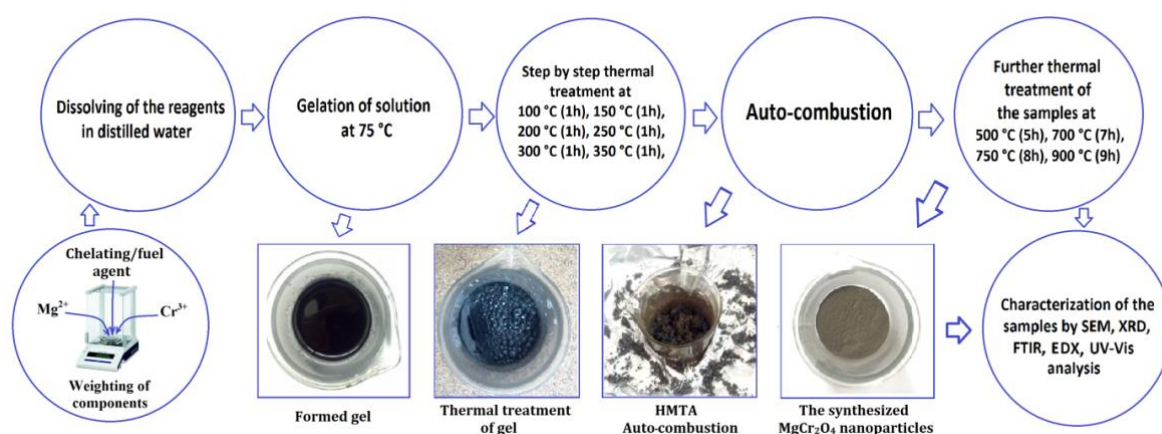 Dissolving of the reagents
in distilled water
Gelation of solution
at 75 °C
Step by step thermal
treatment at
100 °C (1h), 150 °C (1h),
200 °C (1h), 250 °C (1h),
300 °C (1h), 350 °C (1h),
Auto-combustion
Further thermal
treatment of
the samples at
500 °C (5h), 700 °C (7h),
750 °C (8h), 900 °C (9h)
Chelating/fuel
agent
Mg²⁺
Cr³⁺
Weighting of
components
Formed gel
Thermal treatment
of gel
HMTA
Auto-combustion
The synthesized
MgCr₂O₄ nanoparticles
Characterization of the
samples by SEM, XRD,
FTIR, EDX, UV-Vis
analysis